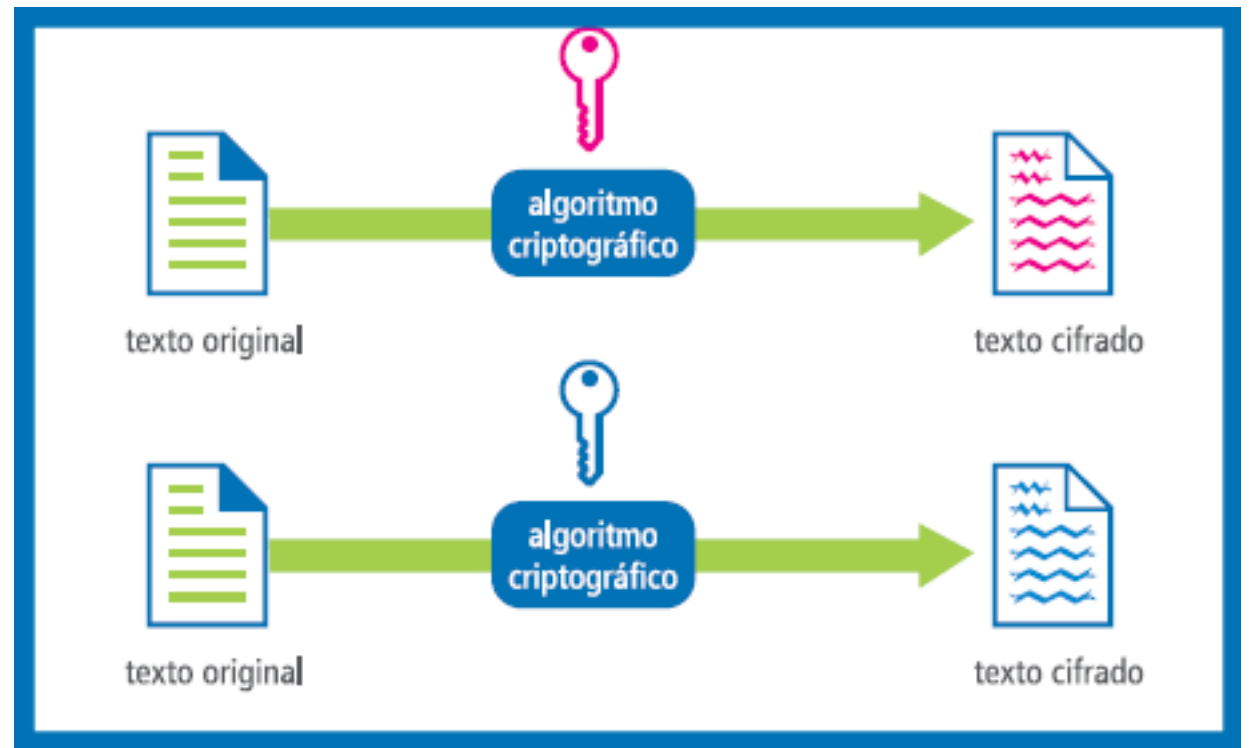 algoritmo
criptográfico
texto original
texto cifrado
algoritmo
criptográfico
texto original
texto cifrado